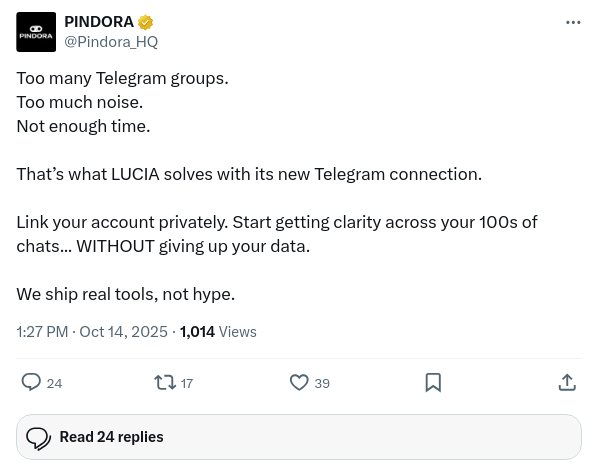 PINDORA
PINDORA
@Pindora_HQ
Too many Telegram groups.
Too much noise.
Not enough time.
That’s what LUCIA solves with its new Telegram connection.
Link your account privately. Start getting clarity across your 100s of
chats... WITHOUT giving up your data.
We ship real tools, not hype.
1:27 PM · Oct 14, 2025 · 1,014 Views
24 17 39
Read 24 replies